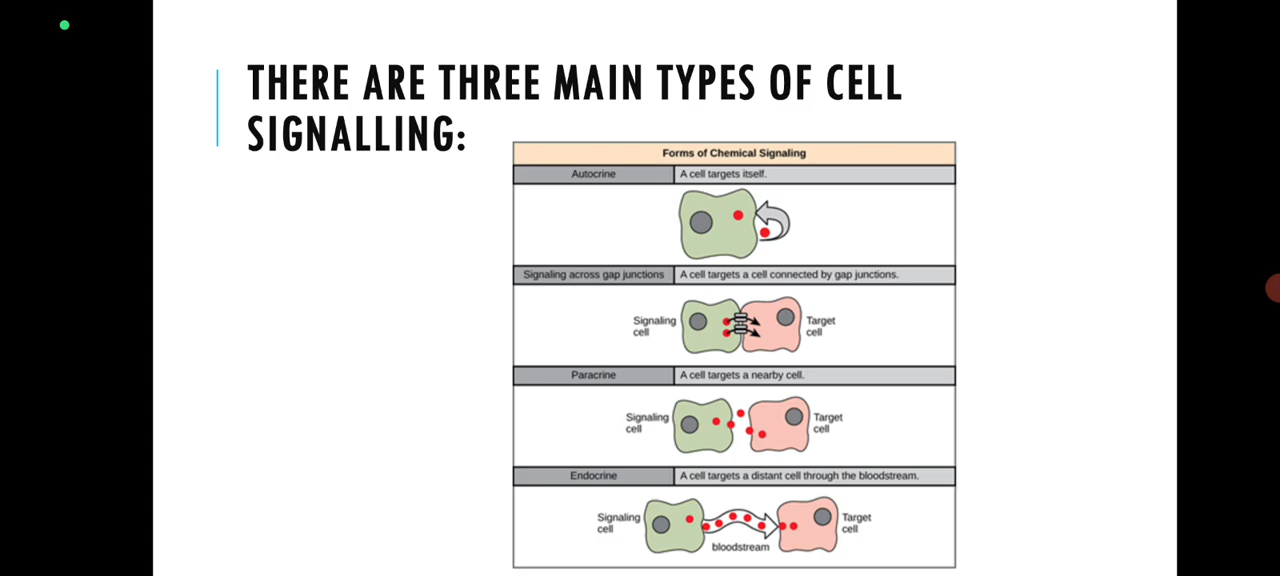 THERE ARE THREE MAIN TYPES OF CELL
SIGNALLING:
Forms of Chemical Signaling
Autocrine
A cell targets itself.
Signaling across gap junctions
A cell targets a cell connected by gap junctions.
Signaling
cell
Target
cell
Paracrine
A cell targets a nearby cell.
Signaling
cell
Target
cell
Endocrine
A cell targets a distant cell through the bloodstream.
Signaling
cell
bloodstream
Target
cell